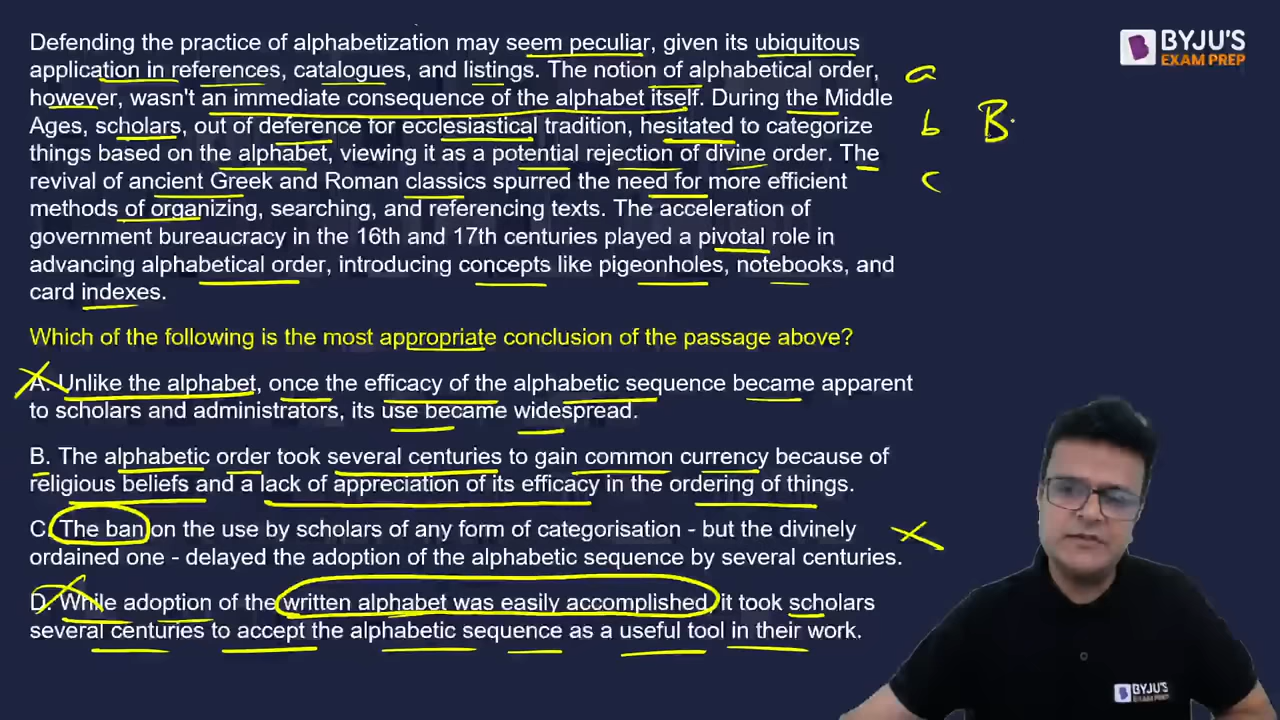 Defending the practice of alphabetization may seem peculiar, given its ubiquitous
application in references, catalogues, and listings. The notion of alphabetical order,
however, wasn't an immediate consequence of the alphabet itself. During the Middle
Ages, scholars, out of deference for ecclesiastical tradition, hesitated to categorize
things based on the alphabet, viewing it as a potential rejection of divine order. The
revival of ancient Greek and Roman classics spurred the need for more efficient
methods of organizing, searching, and referencing texts. The acceleration of
government bureaucracy in the 16th and 17th centuries played a pivotal role in
advancing alphabetical order, introducing concepts like pigeonholes, notebooks, and
card indexes.
a
b B.
c
BYJU'S
EXAM PREP
Which of the following is the most appropriate conclusion of the passage above?
A. Unlike the alphabet, once the efficacy of the alphabetic sequence became apparent
to scholars and administrators, its use became widespread.
B. The alphabetic order took several centuries to gain common currency because of
religious beliefs and a lack of appreciation of its efficacy in the ordering of things.
C. The ban on the use by scholars of any form of categorisation - but the divinely
ordained one - delayed the adoption of the alphabetic sequence by several centuries.
D. While adoption of the written alphabet was easily accomplished, it took scholars
several centuries to accept the alphabetic sequence as a useful tool in their work.
BYJU'S
EXAM PREP